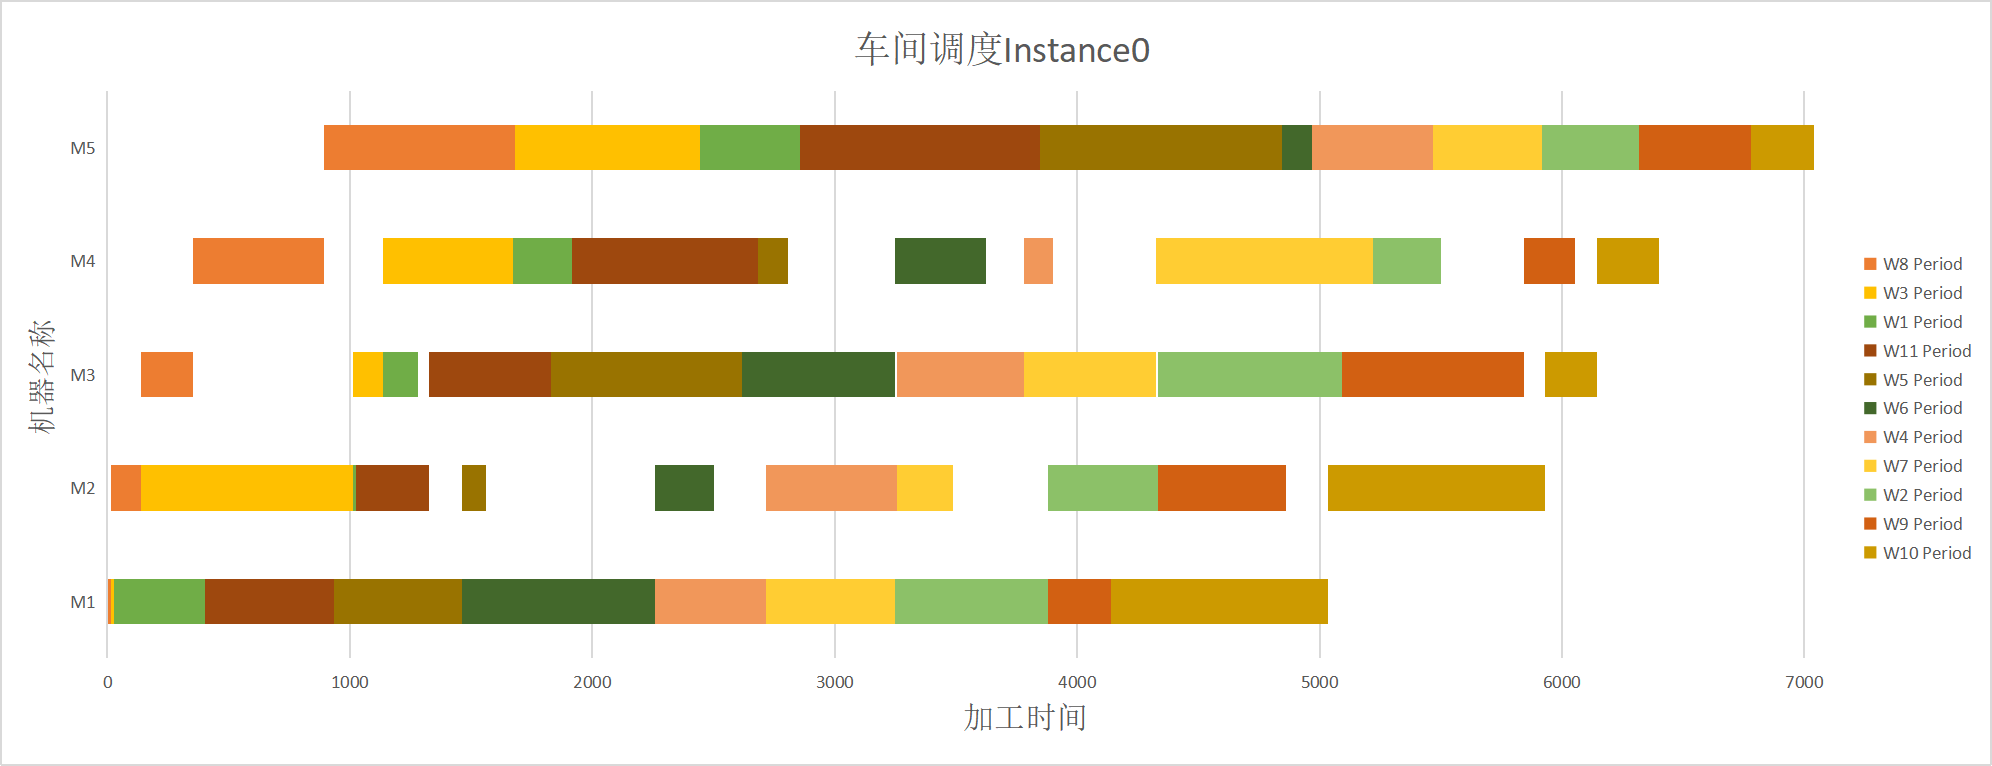 车间调度Instance0
M5
M4
M3
M2
M1
机器名称
0 1000 2000 3000 4000 5000 6000 7000
加工时间
W8 Period
W3 Period
W1 Period
W11 Period
W5 Period
W6 Period
W4 Period
W7 Period
W2 Period
W9 Period
W10 Period